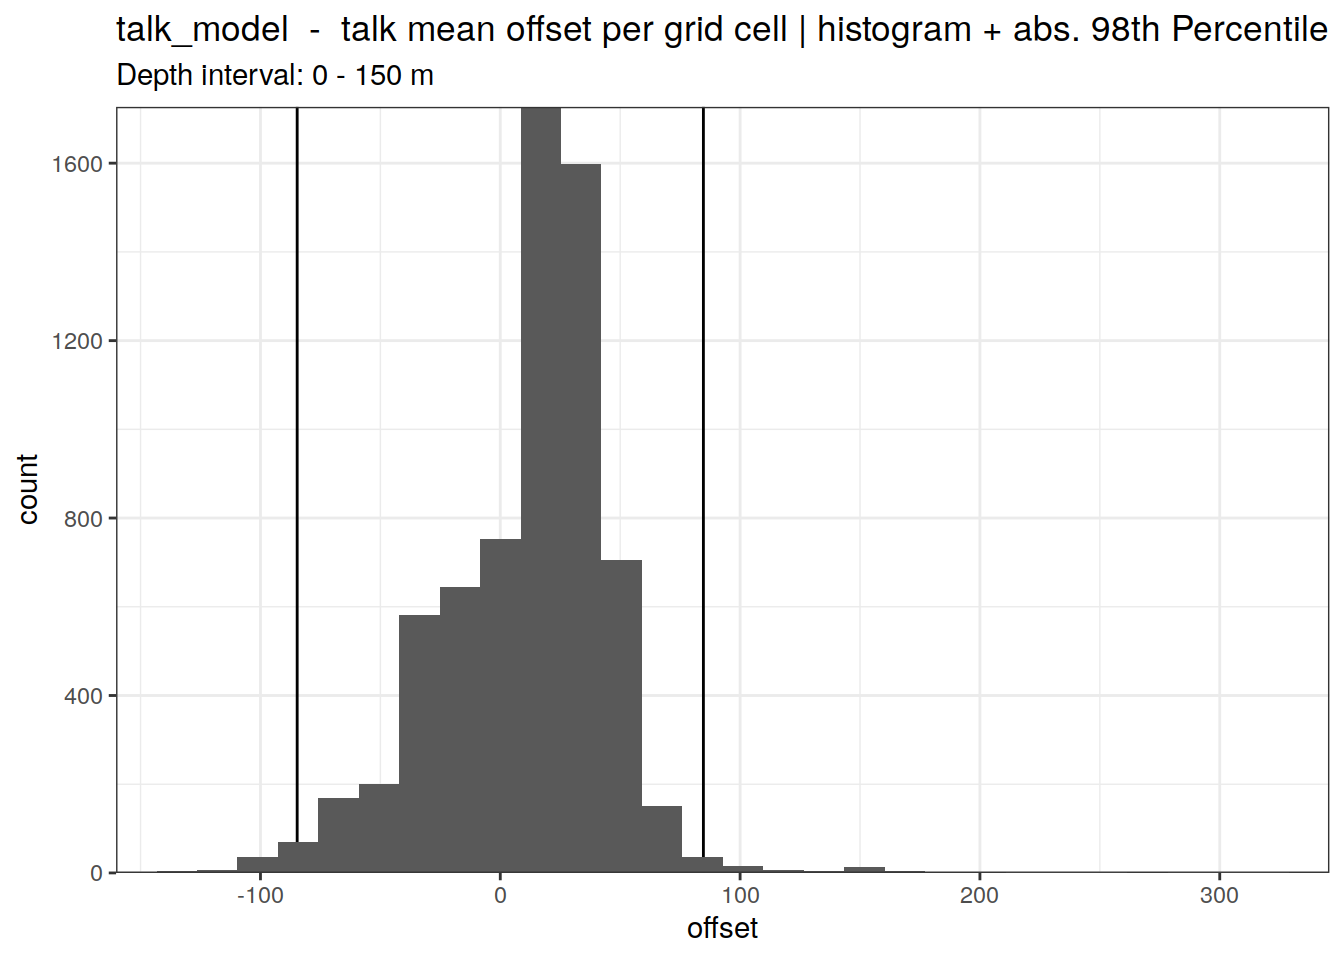 talk_model  -  talk mean offset per grid cell | histogram + abs. 98th Percentile
Depth interval: 0 - 150 m
1600
1200
800
400
0
count
-100
0
100
200
300
offset